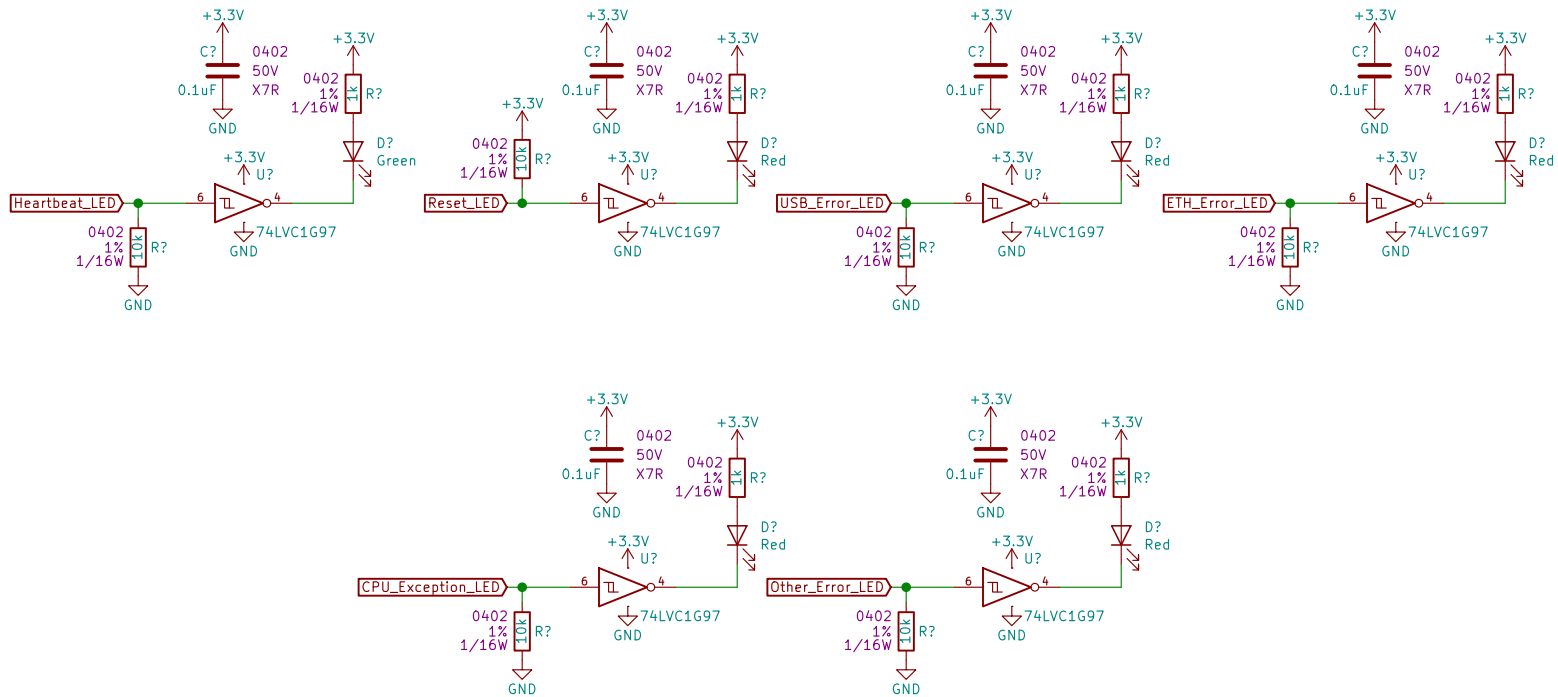 +3.3V
C?
0.1uF
0402
50V
X7R
GND
+3.3V
0402
1%
1/16W
1k
R?
D?
Green
+3.3V
U?
Heartbeat_LED
6
4
74LVC1G97
GND
0402
1%
1/16W
10k
R?
GND
+3.3V
C?
0.1uF
0402
50V
X7R
GND
+3.3V
0402
1%
1/16W
1k
R?
D?
Red
+3.3V
0402
1%
1/16W
10k
R?
+3.3V
U?
Reset_LED
6
4
74LVC1G97
GND
+3.3V
C?
0.1uF
0402
50V
X7R
GND
+3.3V
0402
1%
1/16W
1k
R?
D?
Red
+3.3V
U?
USB_Error_LED
6
4
74LVC1G97
GND
0402
1%
1/16W
10k
R?
GND
+3.3V
C?
0.1uF
0402
50V
X7R
GND
+3.3V
0402
1%
1/16W
1k
R?
D?
Red
+3.3V
U?
ETH_Error_LED
6
4
74LVC1G97
GND
0402
1%
1/16W
10k
R?
GND
+3.3V
C?
0.1uF
0402
50V
X7R
GND
+3.3V
0402
1%
1/16W
1k
R?
D?
Red
+3.3V
U?
CPU_Exception_LED
6
4
74LVC1G97
GND
0402
1%
1/16W
10k
R?
GND
+3.3V
C?
0.1uF
0402
50V
X7R
GND
+3.3V
0402
1%
1/16W
1k
R?
D?
Red
+3.3V
U?
Other_Error_LED
6
4
74LVC1G97
GND
0402
1%
1/16W
10k
R?
GND